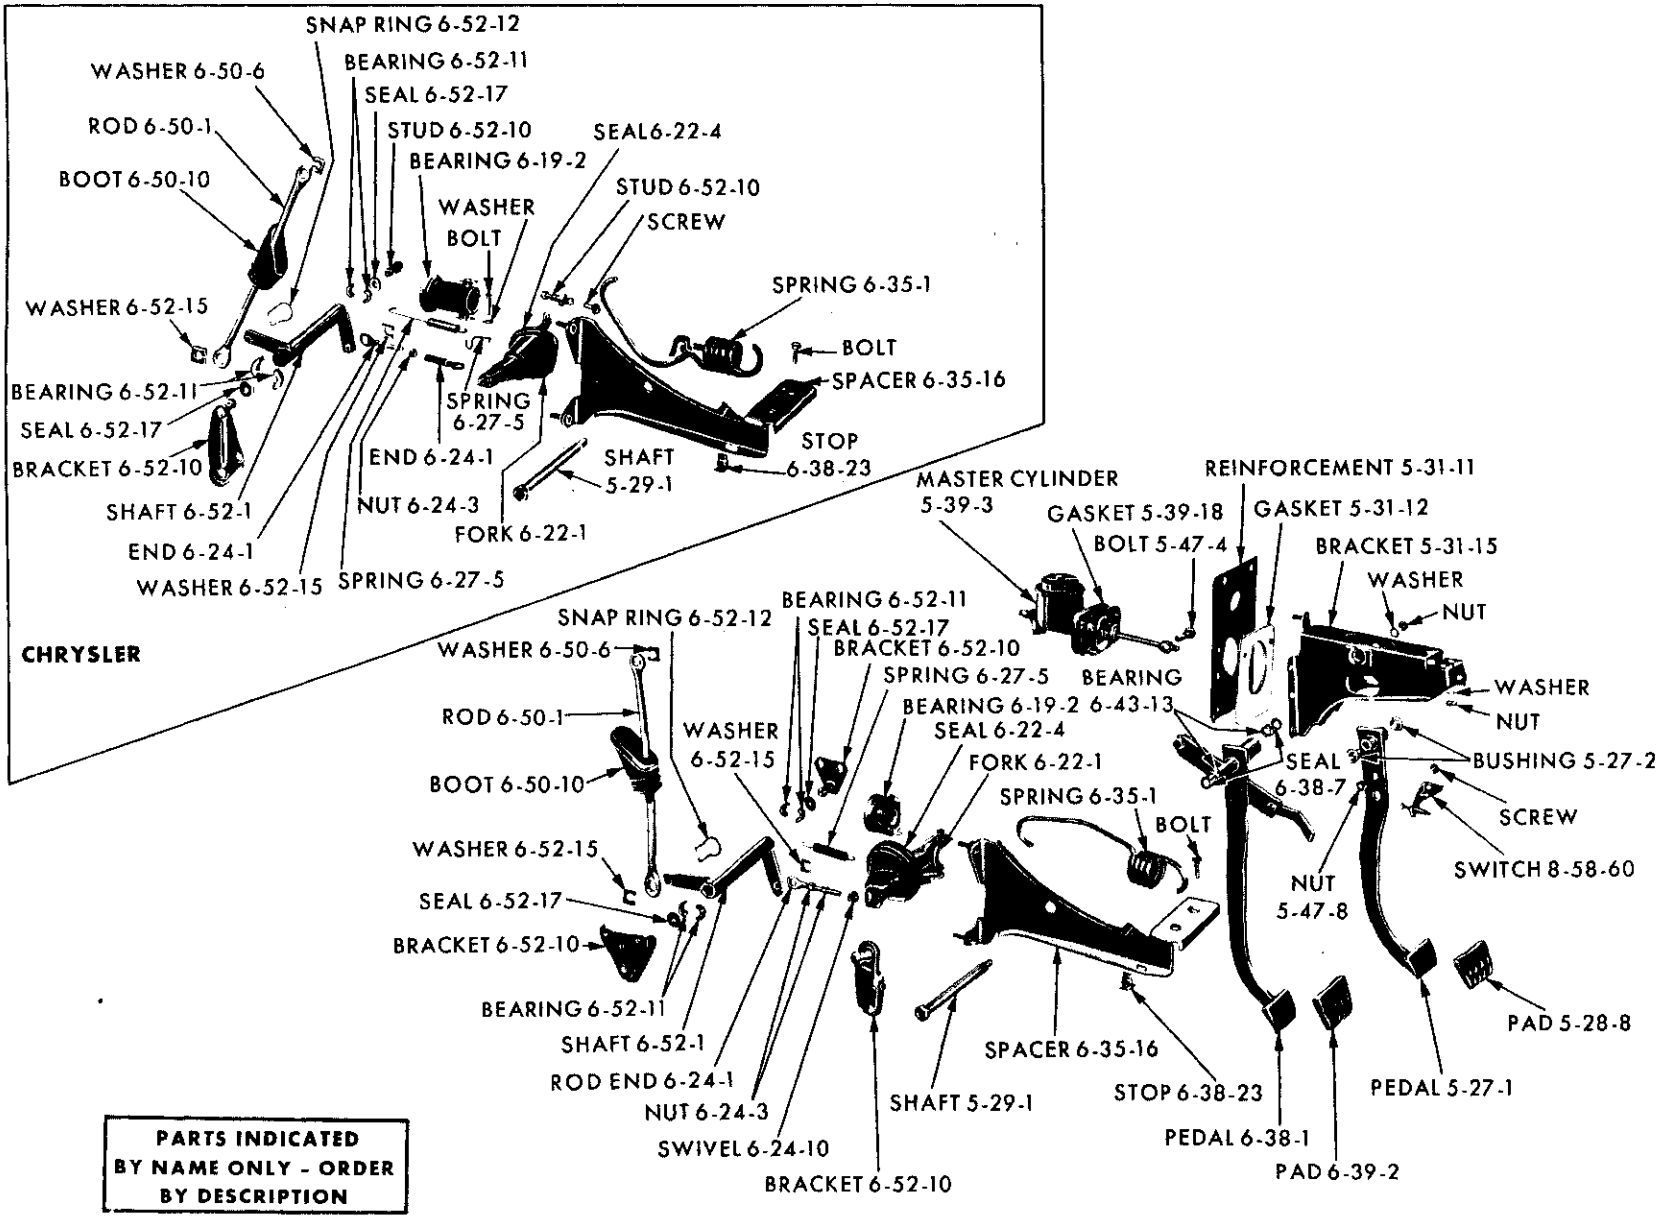 SNAP RING 6-52-12
WASHER 6-50-6
BEARING 6-52-11
SEAL 6-52-17
ROD 6-50-1
STUD 6-52-10
SEAL6-22-4
BEARING 6-19-2
BOOT 6-50-10
STUD 6-52-10
WASHER
SCREW
BOLT
SPRING 6-35-1
WASHER 6-52-15
BOLT
SPACER 6-35-16
BEARING 6-52-11
SPRING
6-27-5
SEAL 6-52-17
STOP
6-38-23
END 6-24-1
SHAFT
5-29-1
BRACKET 6-52-10
NUT 6-24-3
SHAFT 6-52-1
FORK 6-22-1
END 6-24-1
WASHER 6-52-15
SPRING 6-27-5
CHRYSLER
MASTER CYLINDER
5-39-3
REINFORCEMENT 5-31-11
GASKET 5-39-18
GASKET 5-31-12
BOLT 5-47-4
BRACKET 5-31-15
WASHER
NUT
BEARING 6-52-11
SNAP RING 6-52-12
SEAL 6-52-17
WASHER 6-50-6
BRACKET 6-52-10
SPRING 6-27-5
BEARING
6-43-13
WASHER
BEARING 6-19-2
ROD 6-50-1
NUT
SEAL 6-22-4
WASHER
6-52-15
FORK 6-22-1
SEAL
6-38-7
BUSHING 5-27-2
BOOT 6-50-10
SPRING 6-35-1
SCREW
BOLT
WASHER 6-52-15
SWITCH 8-58-60
NUT
5-47-8
SEAL 6-52-17
BRACKET 6-52-10
BEARING 6-52-11
PAD 5-28-8
SHAFT 6-52-1
SPACER 6-35-16
ROD END 6-24-1
PEDAL 5-27-1
STOP 6-38-23
SHAFT 5-29-1
NUT 6-24-3
PEDAL 6-38-1
SWIVEL 6-24-10
PAD 6-39-2
BRACKET 6-52-10
PARTS INDICATED
BY NAME ONLY - ORDER
BY DESCRIPTION